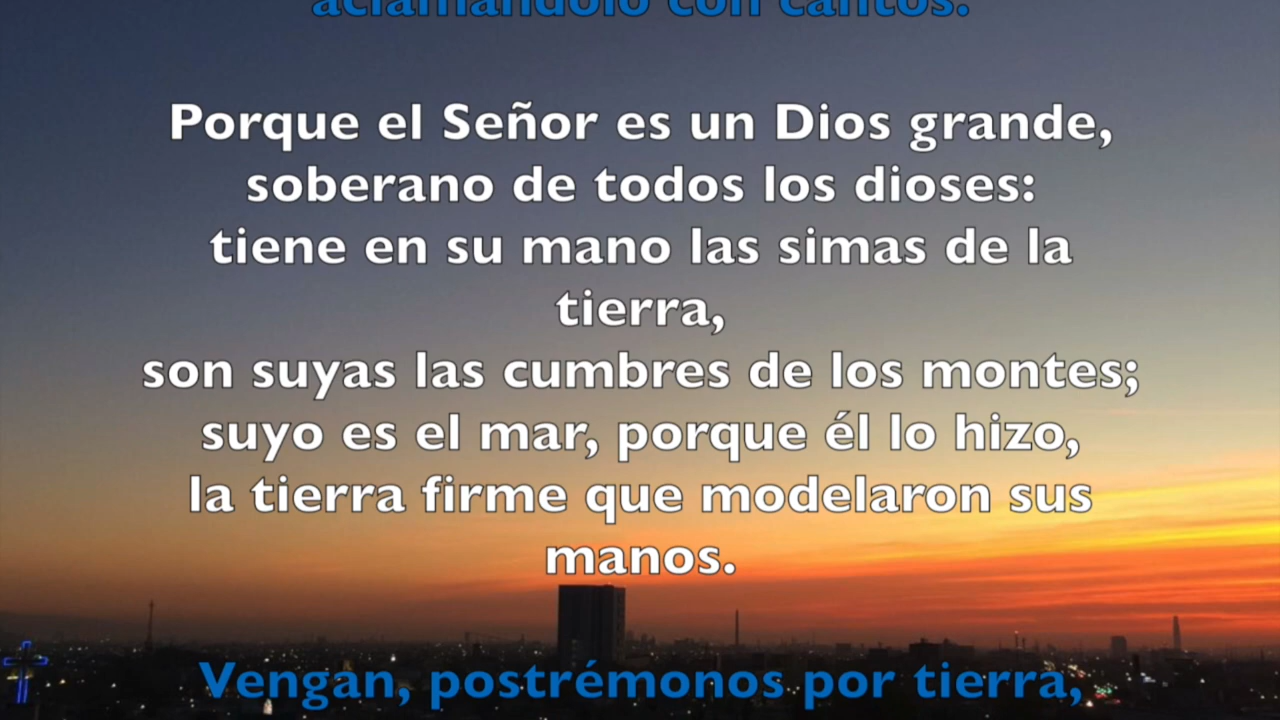 aclamándolo con cantos.
Porque el Señor es un Dios grande,
soberano de todos los dioses:
tiene en su mano las simas de la
tierra,
son suyas las cumbres de los montes;
suyo es el mar, porque él lo hizo,
la tierra firme que modelaron sus
manos.
Vengan, postrémonos por tierra,